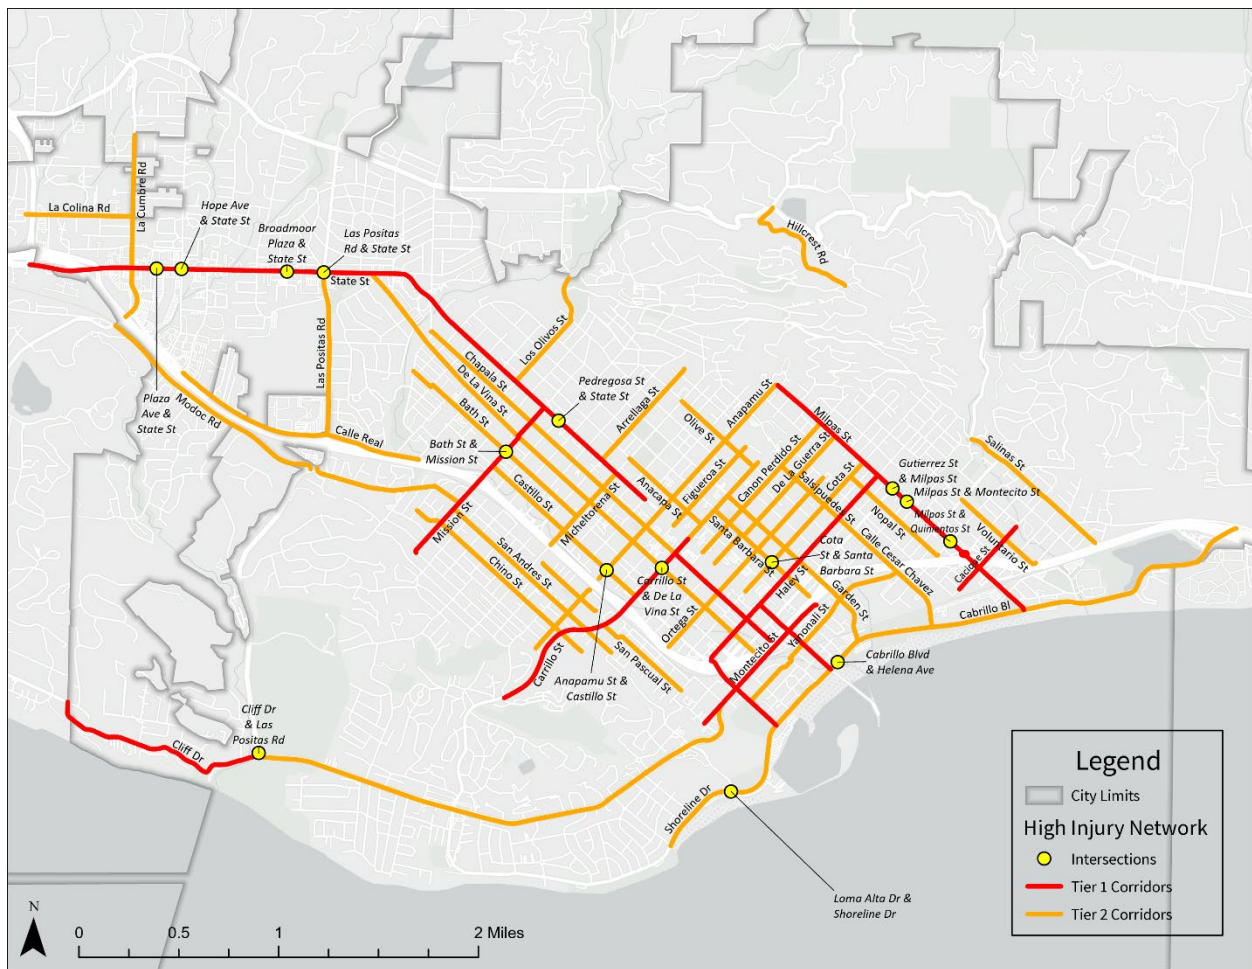 La Cumbre Rd
La Colina Rd
Hope Ave
& State St
Broadmoor
Plaza &
State St
Las Positas
Rd & State St
State St
Hillcrest Rd
Los Olivos St
Las Positas Rd
Chapala St
De La Vina St
Bath St
Plaza
Ave &
State St
Modoc Rd
Calle Real
Pedregosa St
& State St
Arrellaga St
Bath St &
Mission St
Olive St
Anapamu St
Milpas St
Canon Perdido St
De La Guerra St
Salsipuedes St
Cota St
Figueroa St
Anacapa St
Castillo St
Micheltorena St
Mission St
San Andres St
Chino St
Santa Barbara St
Salinas St
Gutierrez St
& Milpas St
Milpas St & Montecito St
Milpas St &
Quinientos St
Nopal St
Voluntario St
Cacique St
Calle Cesar Chavez
Cota
St & Santa
Barbara St
Haley St
Garden St
Cabrillo Bl
Carrillo St
& De La
Vina St
Ortega St
Yanonali St
Montecito St
Carrillo St
San Pascual St
Anapamu St &
Castillo St
Cabrillo Blvd
& Helena Ave
Cliff Dr
& Las
Positas Rd
Cliff Dr
Shoreline Dr
Loma Alta Dr &
Shoreline Dr
Legend
City Limits
High Injury Network
Intersections
Tier 1 Corridors
Tier 2 Corridors
N
0 0.5 1 2 Miles